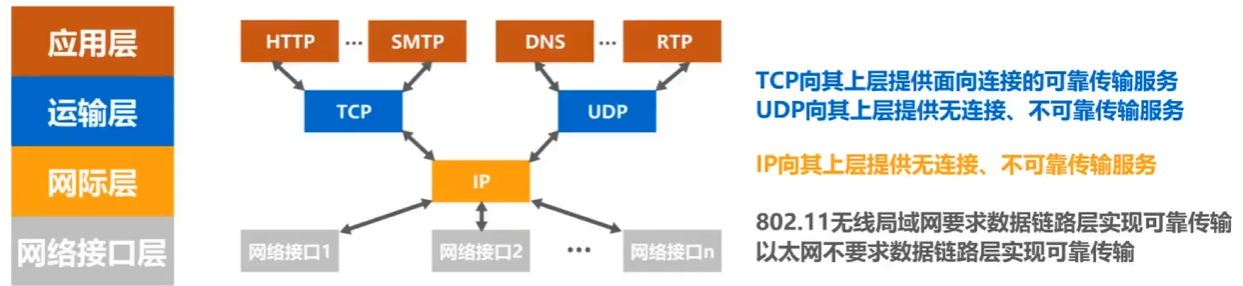 应用层
HTTP ... SMTP DNS ... RTP
运输层
TCP UDP
TCP向其上层提供面向连接的可靠传输服务
UDP向其上层提供无连接、不可靠传输服务
网际层
IP
IP向其上层提供无连接、不可靠传输服务
网络接口层
网络接口1 网络接口2 ... 网络接口n
802.11无线局域网要求数据链路层实现可靠传输
以太网不要求数据链路层实现可靠传输